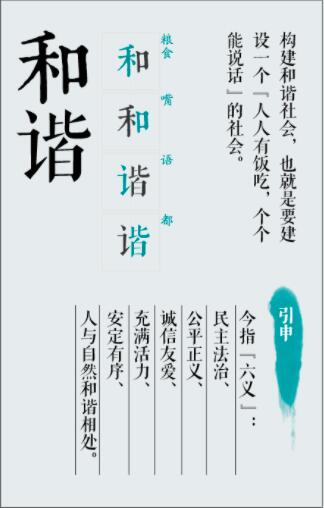 和谐
和 粮食
和 嘴
谐 语
谐 都
构建和谐社会，也就是要建
设一个『人人有饭吃，个个
能说话』的社会。
引申
今指『六义』：
民主法治、
公平正义、
诚信友爱、
充满活力、
安定有序、
人与自然和谐相处。